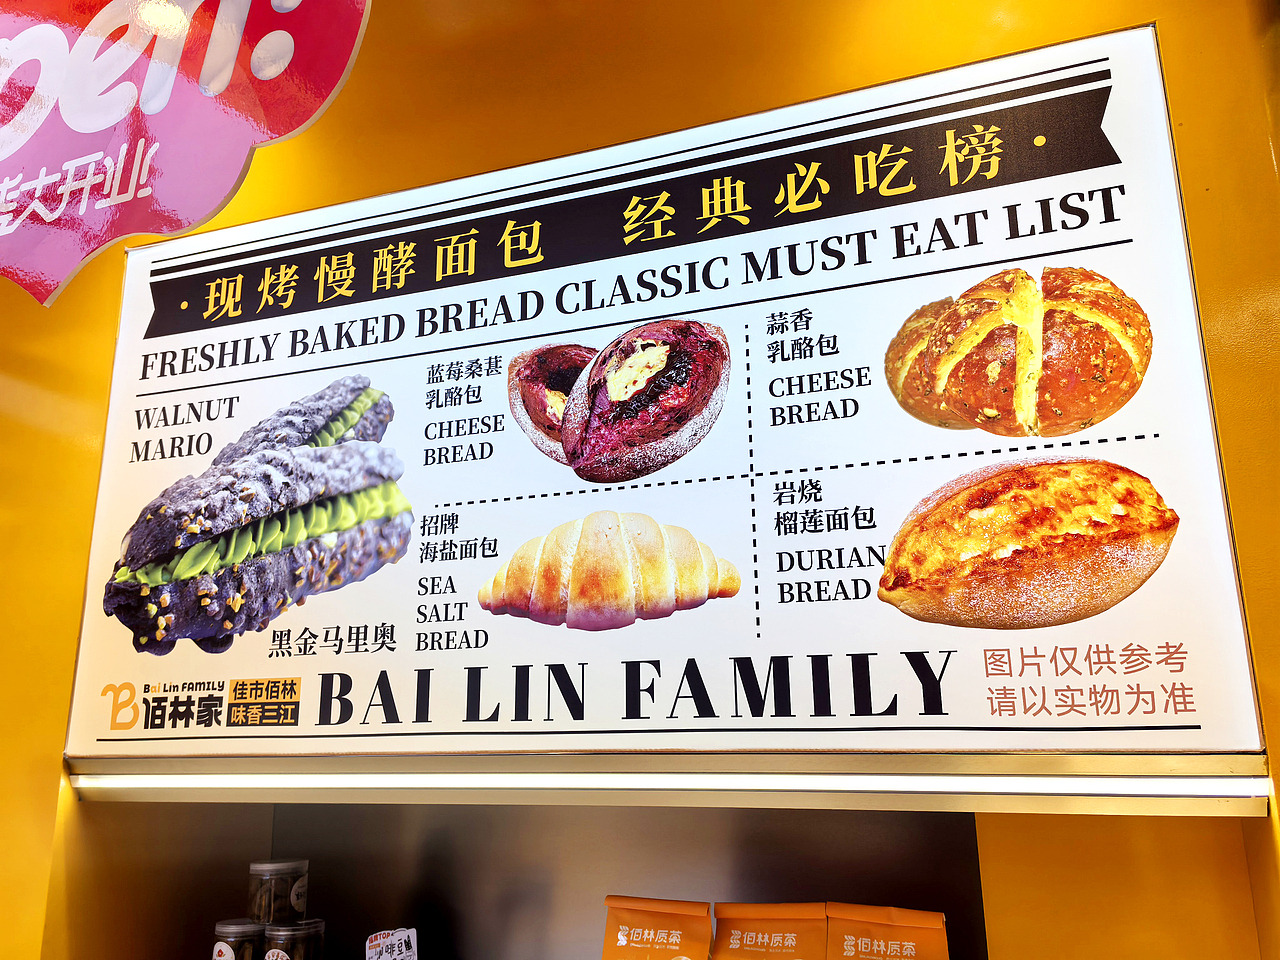 大开业!
·现烤慢酵面包 经典必吃榜·
FRESHLY BAKED BREAD CLASSIC MUST EAT LIST
WALNUT
MARIO
黑金马里奥
蓝莓桑葚
乳酪包
CHEESE
BREAD
蒜香
乳酪包
CHEESE
BREAD
招牌
海盐面包
SEA
SALT
BREAD
岩烧
榴莲面包
DURIAN
BREAD
Bai Lin FAMILY
佰林家
佳市佰林
味香三江
BAI LIN FAMILY
图片仅供参考
请以实物为准
佰林质茶
佰林质茶
佰林质茶